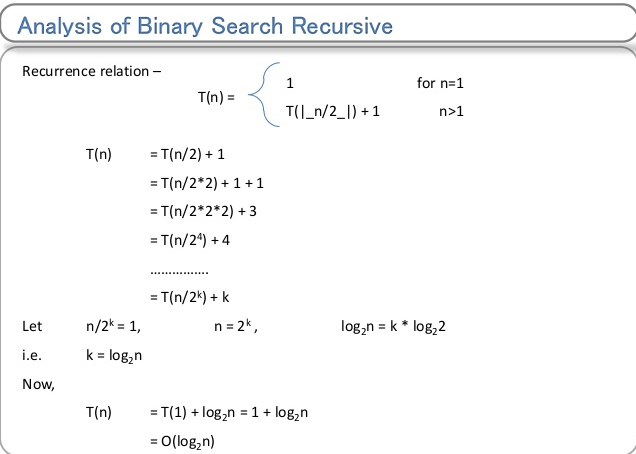 Analysis of Binary Search Recursive
Recurrence relation –
1 for n=1
T(n) =
T(|_n/2_|) + 1 n>1
T(n) = T(n/2) + 1
= T(n/2*2) + 1 + 1
= T(n/2*2*2) + 3
= T(n/2⁴) + 4
................
= T(n/2ᵏ) + k
Let n/2ᵏ = 1, n = 2ᵏ , log₂n = k * log₂2
i.e. k = log₂n
Now,
T(n) = T(1) + log₂n = 1 + log₂n
= O(log₂n)